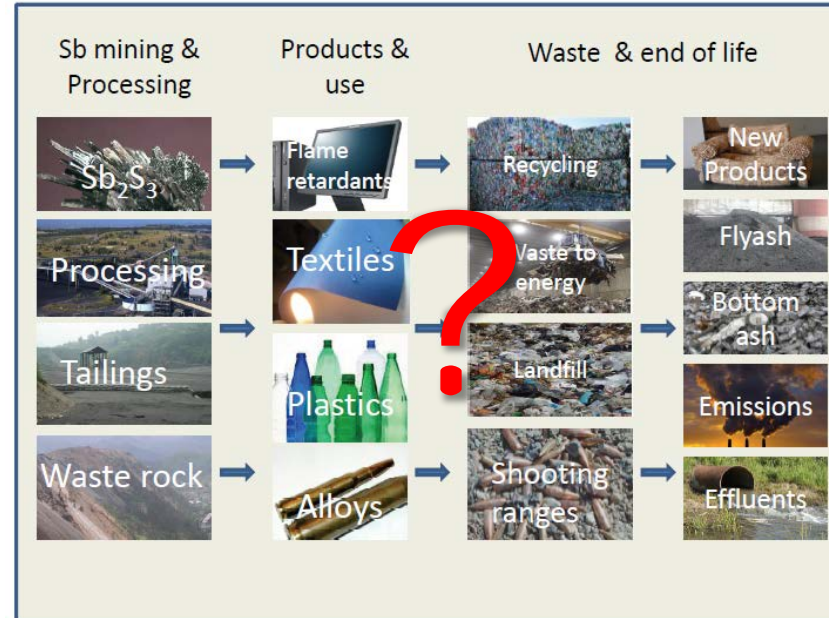 Sb mining &
Processing
Products &
use
Waste & end of life
Sb₂S₃
Flame
retardants
Recycling
New
Products
Processing
Textiles
Waste to
energy
Flyash
Tailings
Plastics
Landfill
Bottom
ash
Emissions
Waste rock
Alloys
Shooting
ranges
Effluents
?